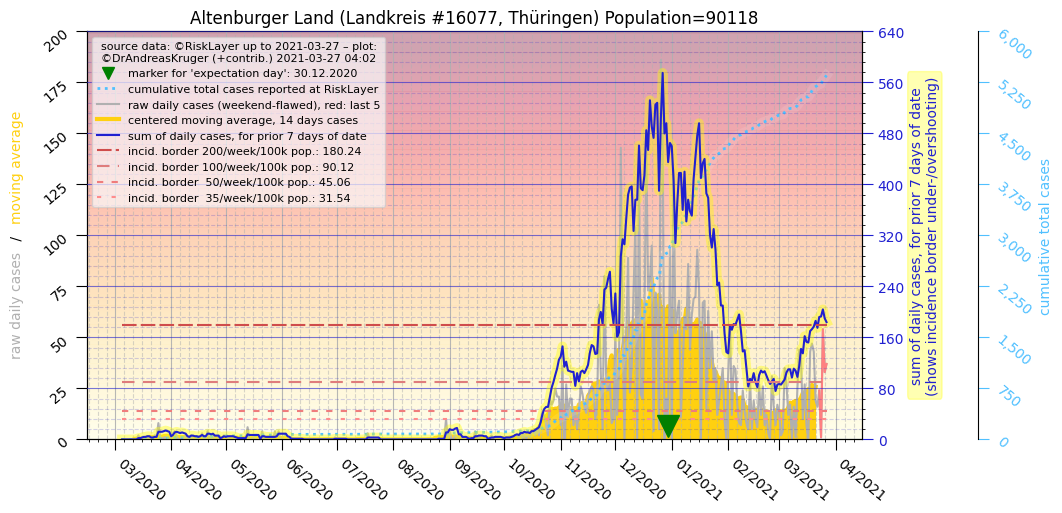 Altenburger Land (Landkreis #16077, Thüringen) Population=90118
source data: ©RiskLayer up to 2021-03-27 – plot:
©DrAndreasKruger (+contrib.) 2021-03-27 04:02
marker for 'expectation day': 30.12.2020
cumulative total cases reported at RiskLayer
raw daily cases (weekend-flawed), red: last 5
centered moving average, 14 days cases
sum of daily cases, for prior 7 days of date
incid. border 200/week/100k pop.: 180.24
incid. border 100/week/100k pop.: 90.12
incid. border  50/week/100k pop.: 45.06
incid. border  35/week/100k pop.: 31.54
raw daily cases / moving average
200
175
150
125
100
75
50
25
0
640
560
480
400
320
240
160
80
0
sum of daily cases, for prior 7 days of date
(shows incidence border under-/overshooting)
6,000
5,250
4,500
3,750
3,000
2,250
1,500
750
0
cumulative total cases
03/2020
04/2020
05/2020
06/2020
07/2020
08/2020
09/2020
10/2020
11/2020
12/2020
01/2021
02/2021
03/2021
04/2021